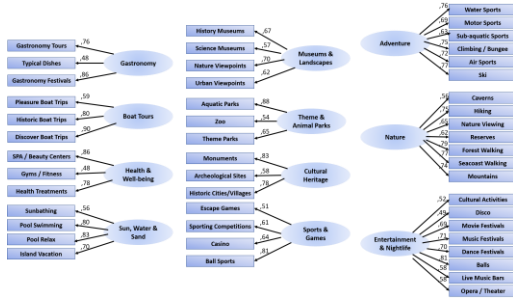 Gastronomy Tours
,76
Typical Dishes
,48
Gastronomy Festivals
,86
Gastronomy
Pleasure Boat Trips
,59
Historic Boat Trips
,80
Discover Boat Trips
,90
Boat Tours
SPA / Beauty Centers
,86
Gyms / Fitness
,48
Health Treatments
,78
Health &
Well-being
Sunbathing
,56
Pool Swimming
,80
Pool Relax
,83
Island Vacation
,70
Sun, Water &
Sand
History Museums
,67
Science Museums
,57
Nature Viewpoints
,70
Urban Viewpoints
,62
Museums &
Landscapes
Aquatic Parks
,88
Zoo
,54
Theme Parks
,65
Theme &
Animal Parks
Monuments
,83
Archeological Sites
,58
Historic Cities/Villages
,78
Cultural
Heritage
Escape Games
,51
Sporting Competitions
,61
Casino
,64
Ball Sports
,81
Sports &
Games
Adventure
,76
Water Sports
,69
Motor Sports
,63
Sub-aquatic Sports
,75
Climbing / Bungee
,72
Air Sports
,77
Ski
Nature
,56
Caverns
,75
Hiking
,69
Nature Viewing
,62
Reserves
,79
Forest Walking
,77
Seacoast Walking
,74
Mountains
Entertainment
& Nightlife
,52
Cultural Activities
,49
Disco
,69
Movie Festivals
,71
Music Festivals
,70
Dance Festivals
,81
Balls
,58
Live Music Bars
,58
Opera / Theater